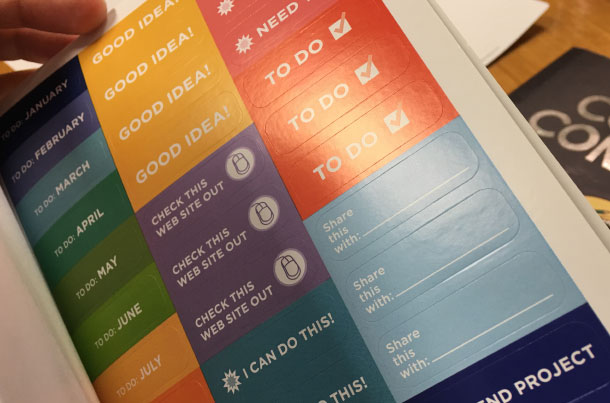 TO DO: JANUARY
TO DO: FEBRUARY
TO DO: MARCH
TO DO: APRIL
TO DO: MAY
TO DO: JUNE
TO DO: JULY
GOOD IDEA!
GOOD IDEA!
GOOD IDEA!
GOOD IDEA!
CHECK THIS
WEB SITE OUT
CHECK THIS
WEB SITE OUT
CHECK THIS
WEB SITE OUT
I CAN DO THIS!
THIS!
NEED
TO DO
TO DO
TO DO
Share
this
with:
Share
this
with:
Share
this
with:
END PROJECT
CON